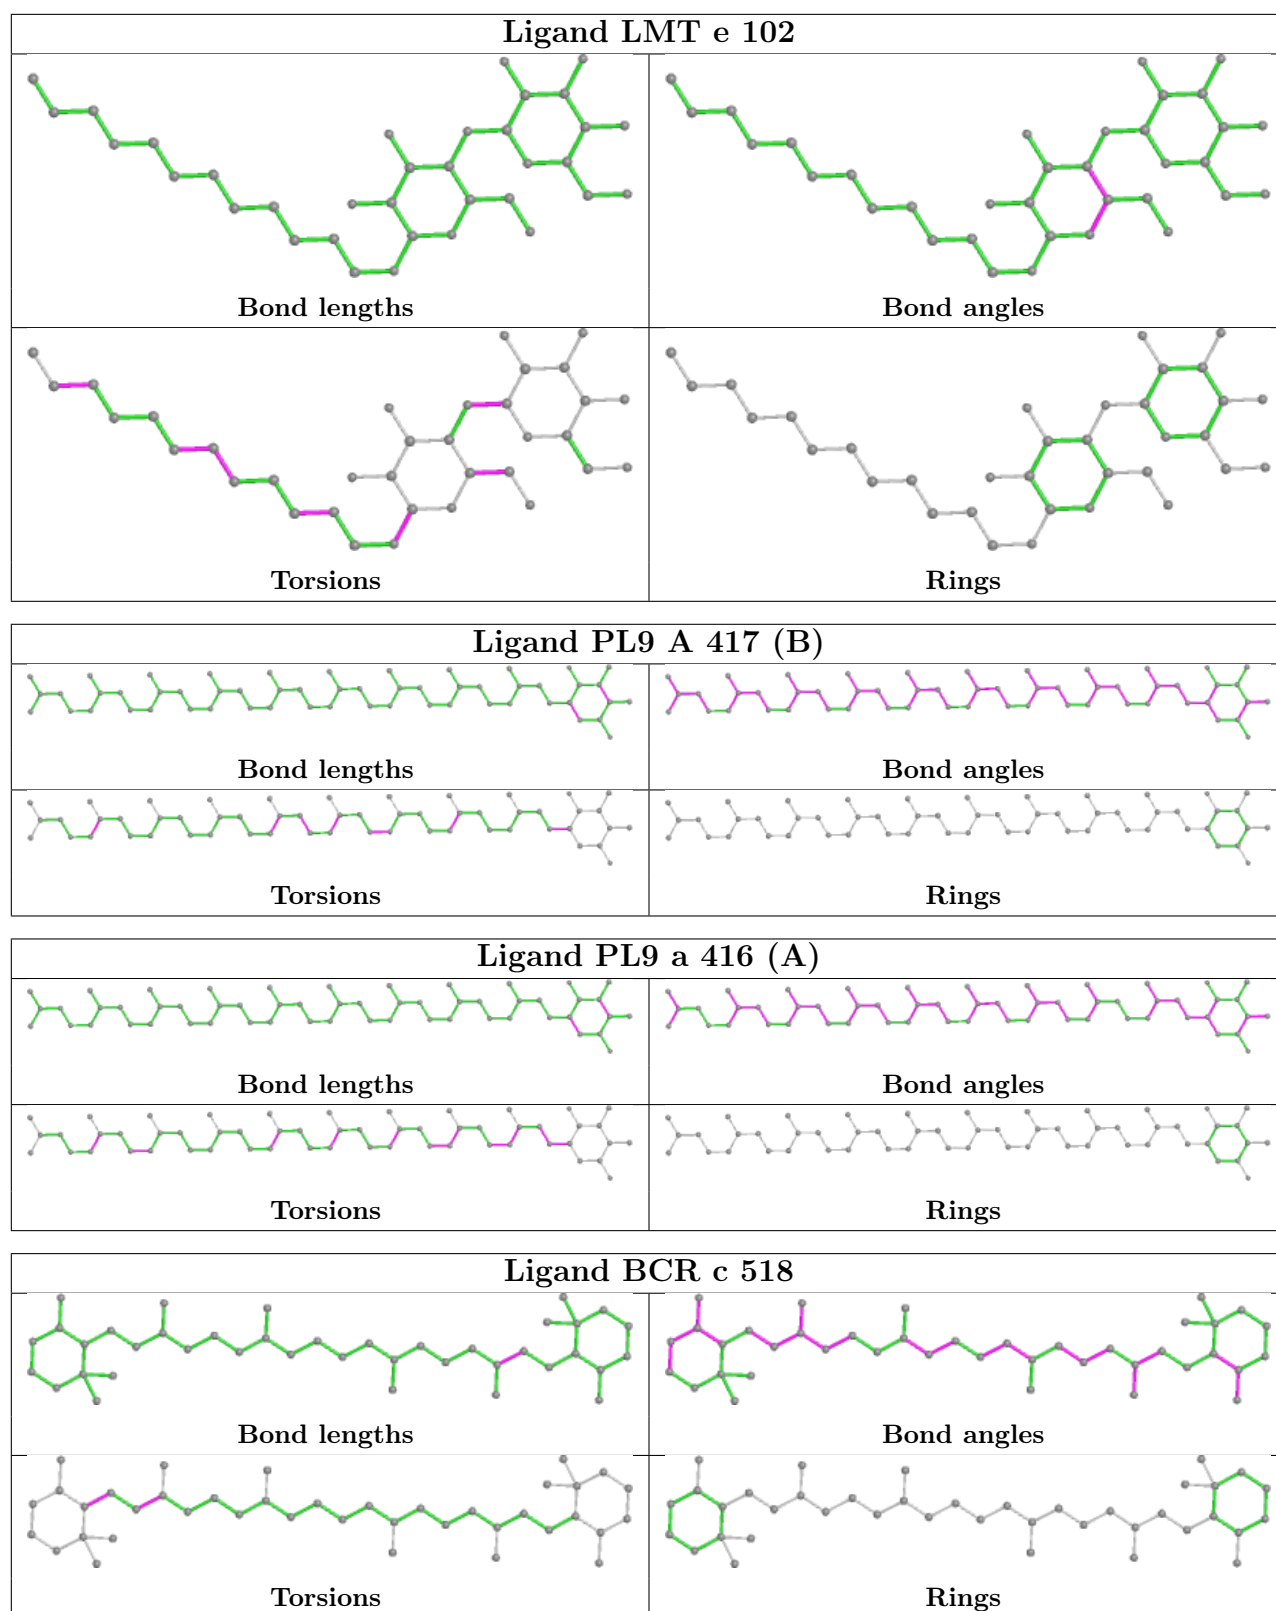 Ligand LMT e 102
Bond lengths
Bond angles
Torsions
Rings
Ligand PL9 A 417 (B)
Bond lengths
Bond angles
Torsions
Rings
Ligand PL9 a 416 (A)
Bond lengths
Bond angles
Torsions
Rings
Ligand BCR c 518
Bond lengths
Bond angles
Torsions
Rings